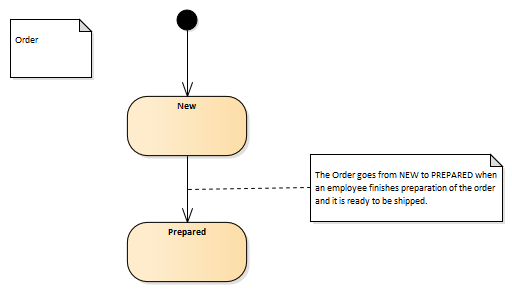 Order
New
The Order goes from NEW to PREPARED when
an employee finishes preparation of the order
and it is ready to be shipped.
Prepared